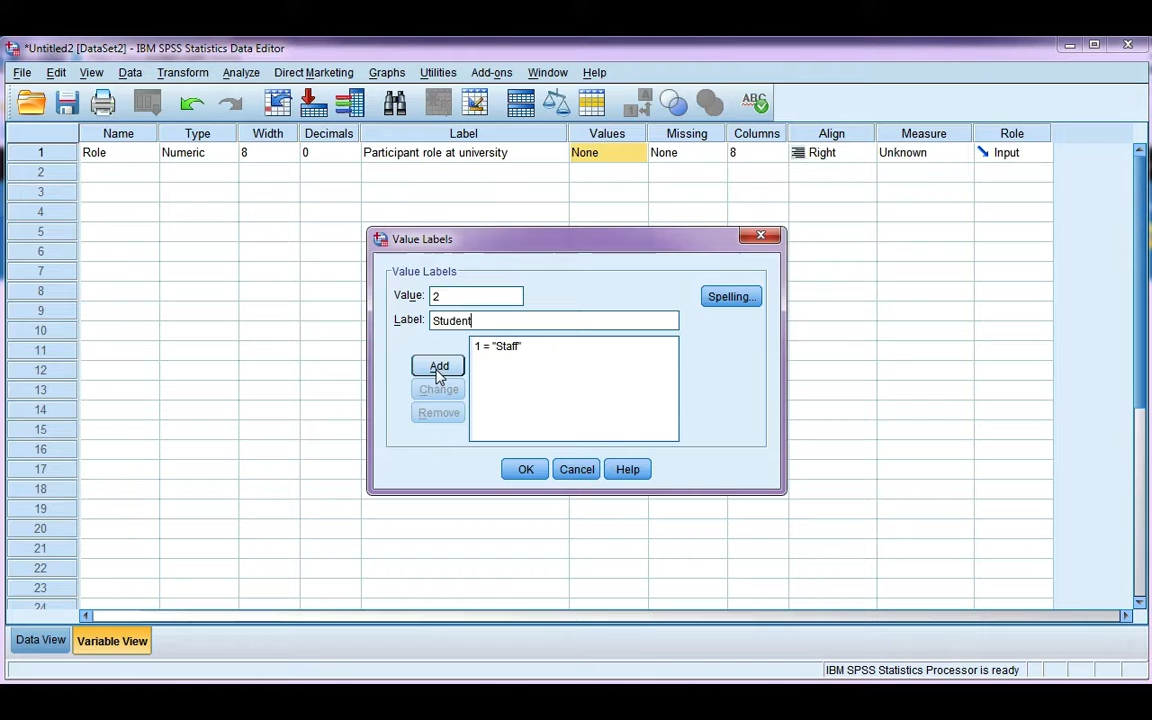 *Untitled2 [DataSet2] - IBM SPSS Statistics Data Editor
File Edit View Data Transform Analyze Direct Marketing Graphs Utilities Add-ons Window Help
A
ABC
Name Type Width Decimals Label Values Missing Columns Align Measure Role
1 Role Numeric 8 0 Participant role at university None None 8 Right Unknown Input
2
3
4
5
6
7
8
9
10
11
12
13
14
15
16
17
18
19
20
21
22
23
24
Value Labels
Value Labels
Value: 2
Spelling...
Label: Student
1 = "Staff"
Add
Change
Remove
OK Cancel Help
Data View Variable View
IBM SPSS Statistics Processor is ready